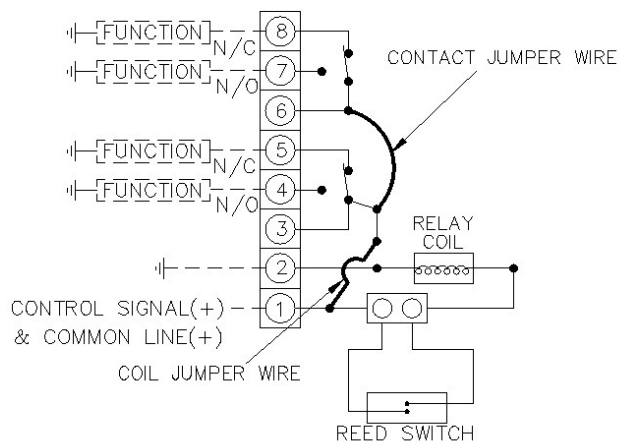 FUNCTION
N/C
8
FUNCTION
N/O
7
CONTACT JUMPER WIRE
6
FUNCTION
N/C
5
FUNCTION
N/O
4
3
RELAY
COIL
2
CONTROL SIGNAL(+)
& COMMON LINE(+)
1
COIL JUMPER WIRE
REED SWITCH